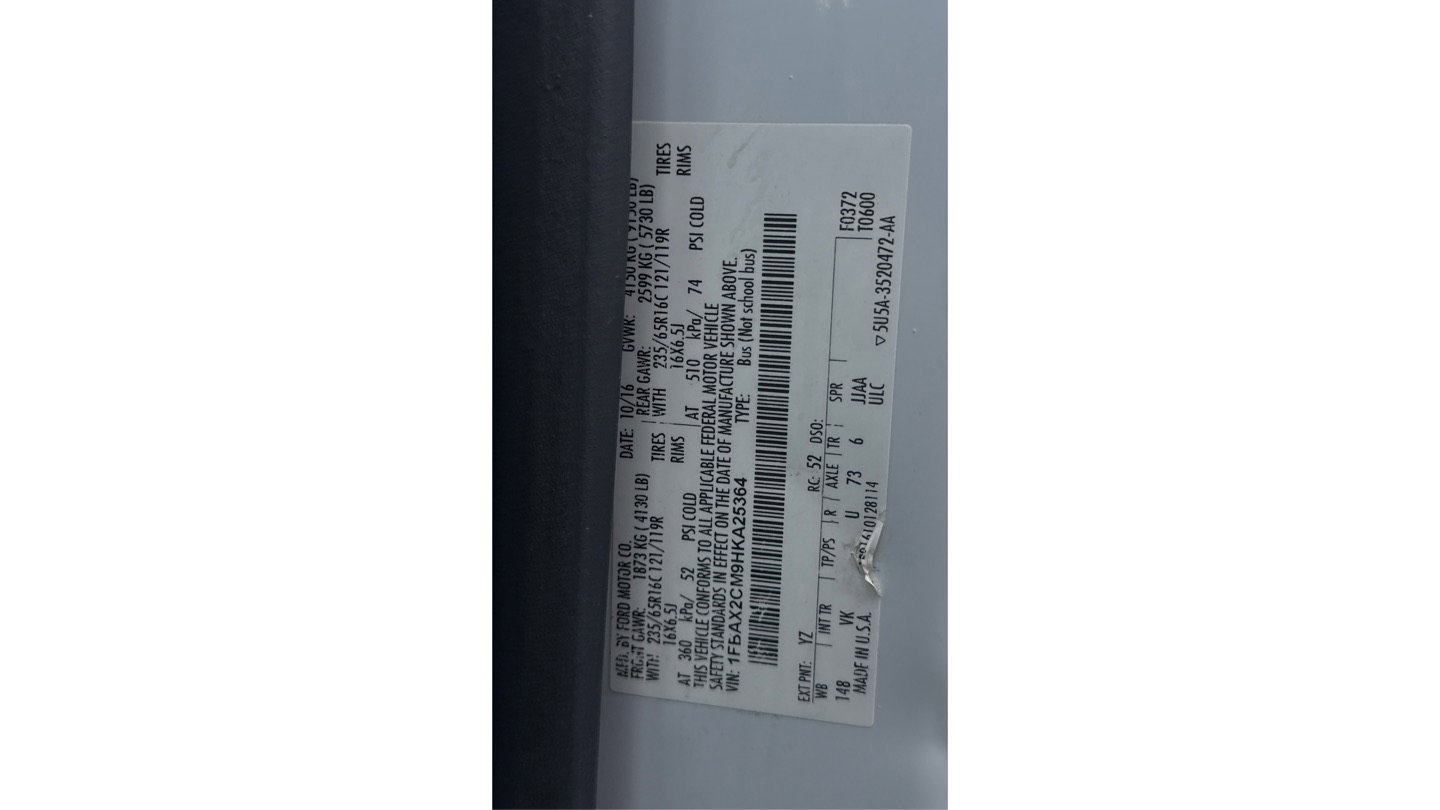 MFD. BY FORD MOTOR CO. DATE: 10/16 GVWR: 4150 KG ( 9150 LB)
FRONT GAWR: 1873 KG ( 4130 LB) REAR GAWR: 2599 KG ( 5730 LB)
WITH: 235/65R16C 121/119R TIRES WITH 235/65R16C 121/119R TIRES
16X6.5J RIMS 16X6.5J RIMS
AT 360 kPa/ 52 PSI COLD AT 510 kPa/ 74 PSI COLD
THIS VEHICLE CONFORMS TO ALL APPLICABLE FEDERAL MOTOR VEHICLE
SAFETY STANDARDS IN EFFECT ON THE DATE OF MANUFACTURE SHOWN ABOVE.
VIN: 1FBAX2CM9HKA25364 TYPE: Bus (Not school bus)
EXT PNT: YZ RC: 52 DSO:
WB INT TR TP/PS R AXLE TR SPR F0372
148 VK U 73 6 JJAA T0600
MADE IN U.S.A. ULC
▽5U5A-3520472-AA